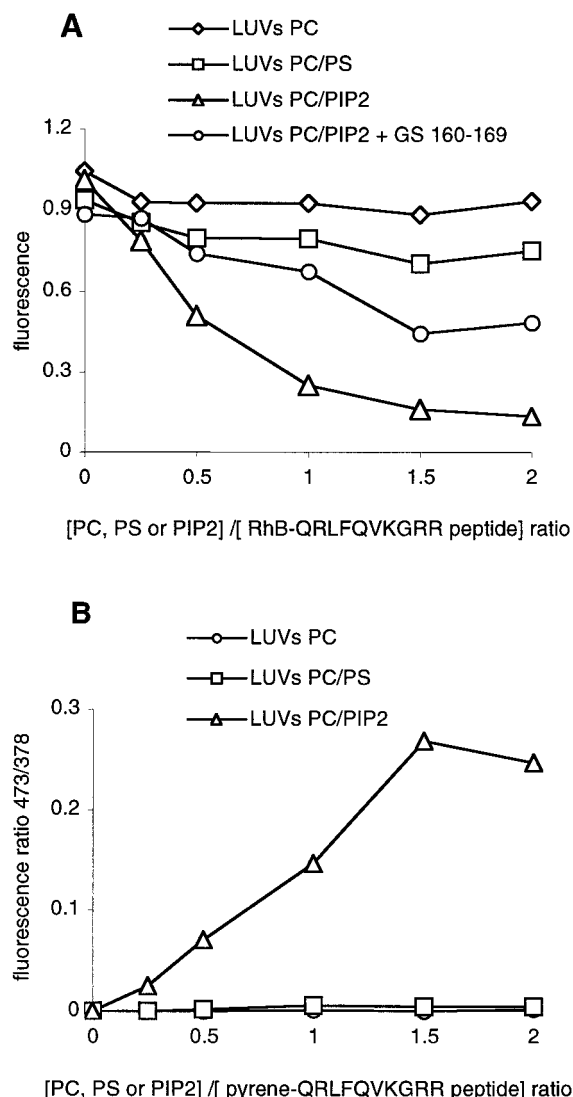 A
LUVs PC
LUVs PC/PS
LUVs PC/PIP2
LUVs PC/PIP2 + GS 160-169
1.2
0.9
0.6
0.3
0
fluorescence
0 0.5 1 1.5 2
[PC, PS or PIP2] /[ RhB-QRLFQVKGRR peptide] ratio
B
LUVs PC
LUVs PC/PS
LUVs PC/PIP2
0.3
0.2
0.1
0
fluorescence ratio 473/378
0 0.5 1 1.5 2
[PC, PS or PIP2] /[ pyrene-QRLFQVKGRR peptide] ratio